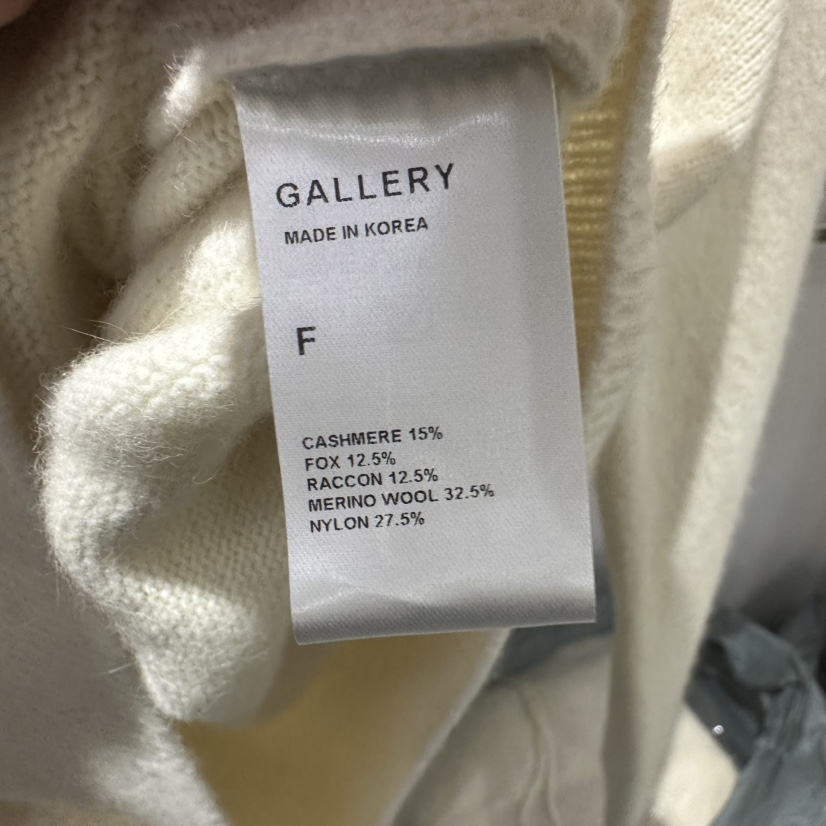 GALLERY
MADE IN KOREA
F
CASHMERE 15%
FOX 12.5%
RACCON 12.5%
MERINO WOOL 32.5%
NYLON 27.5%